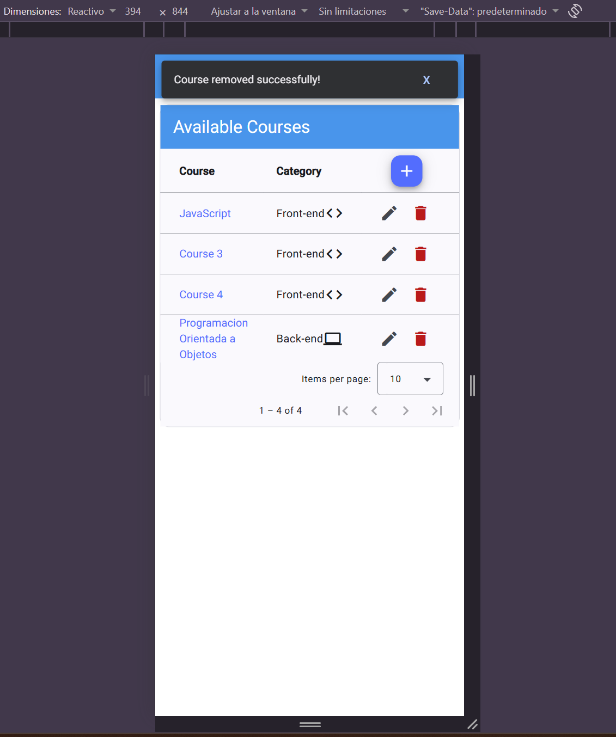 Dimensiones: Reactivo 394 × 844 Ajustar a la ventana Sin limitaciones "Save-Data": predeterminado
Course removed successfully! X
Available Courses
Course Category +
JavaScript Front-end
Course 3 Front-end
Course 4 Front-end
Programacion
Orientada a
Objetos
Back-end
Items per page: 10
1 – 4 of 4